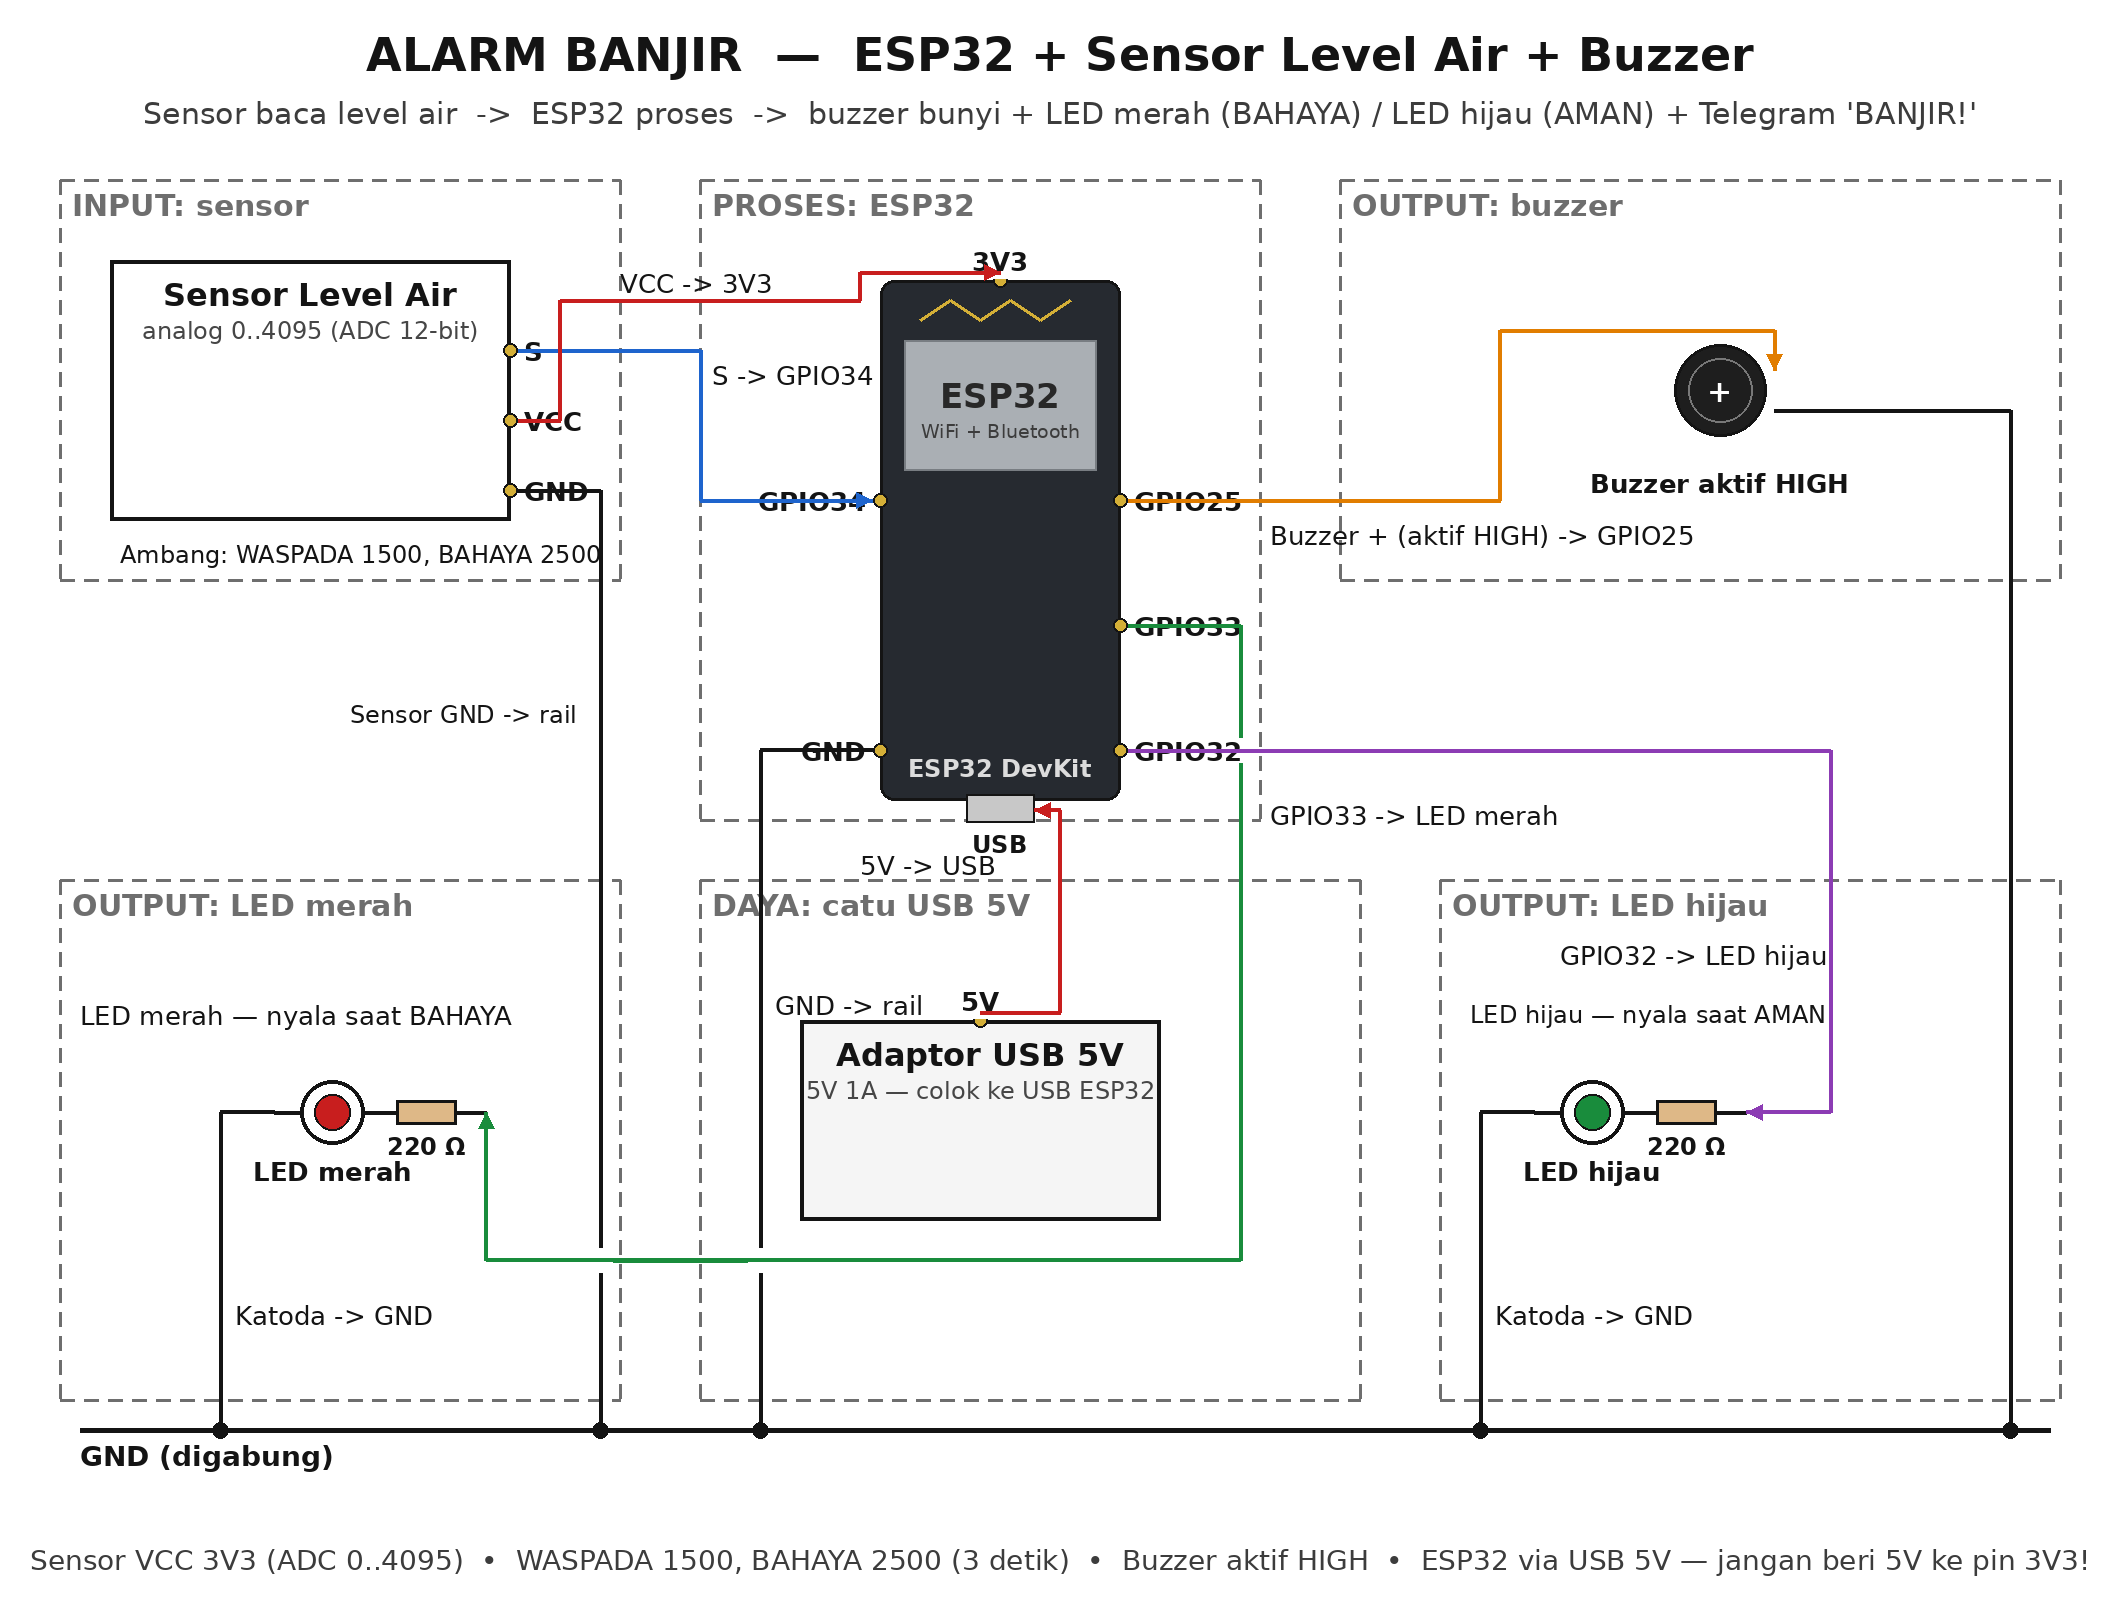 ALARM BANJIR — ESP32 + Sensor Level Air + Buzzer
Sensor baca level air -> ESP32 proses -> buzzer bunyi + LED merah (BAHAYA) / LED hijau (AMAN) + Telegram 'BANJIR!'
INPUT: sensor
Sensor Level Air
analog 0..4095 (ADC 12-bit)
S
VCC
GND
Ambang: WASPADA 1500, BAHAYA 2500
VCC -> 3V3
S -> GPIO34
PROSES: ESP32
3V3
ESP32
WiFi + Bluetooth
GPIO34
GPIO25
GPIO33
GND
GPIO32
ESP32 DevKit
USB
OUTPUT: buzzer
+
Buzzer aktif HIGH
Buzzer + (aktif HIGH) -> GPIO25
Sensor GND -> rail
GPIO33 -> LED merah
5V -> USB
OUTPUT: LED merah
LED merah — nyala saat BAHAYA
220 Ω
LED merah
Katoda -> GND
DAYA: catu USB 5V
GND -> rail
5V
Adaptor USB 5V
5V 1A — colok ke USB ESP32
OUTPUT: LED hijau
GPIO32 -> LED hijau
LED hijau — nyala saat AMAN
220 Ω
LED hijau
Katoda -> GND
GND (digabung)
Sensor VCC 3V3 (ADC 0..4095) • WASPADA 1500, BAHAYA 2500 (3 detik) • Buzzer aktif HIGH • ESP32 via USB 5V — jangan beri 5V ke pin 3V3!